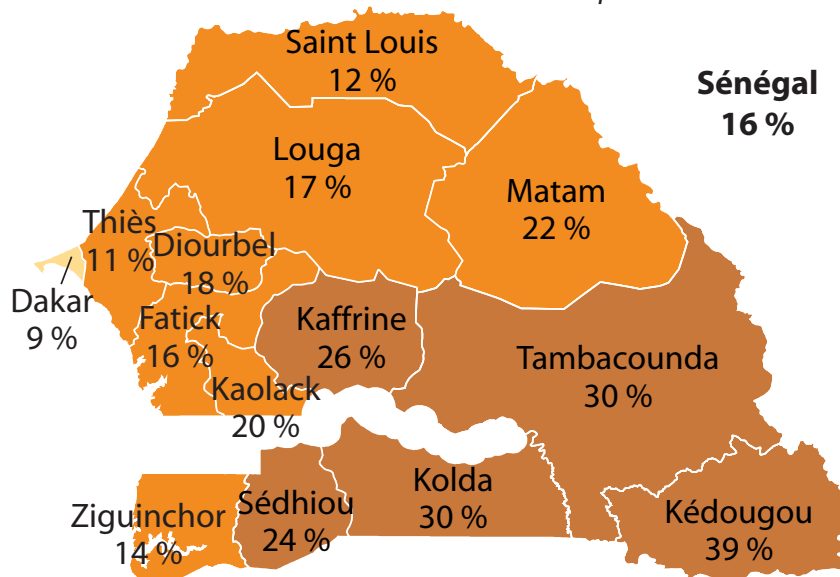 Saint Louis
12 %
Sénégal
16 %
Louga
17 %
Matam
22 %
Thiès
11 %
Diourbel
18 %
Dakar
9 %
Fatick
16 %
Kaffrine
26 %
Tambacounda
30 %
Kaolack
20 %
Kolda
30 %
Sédhiou
24 %
Ziguinchor
14 %
Kédougou
39 %